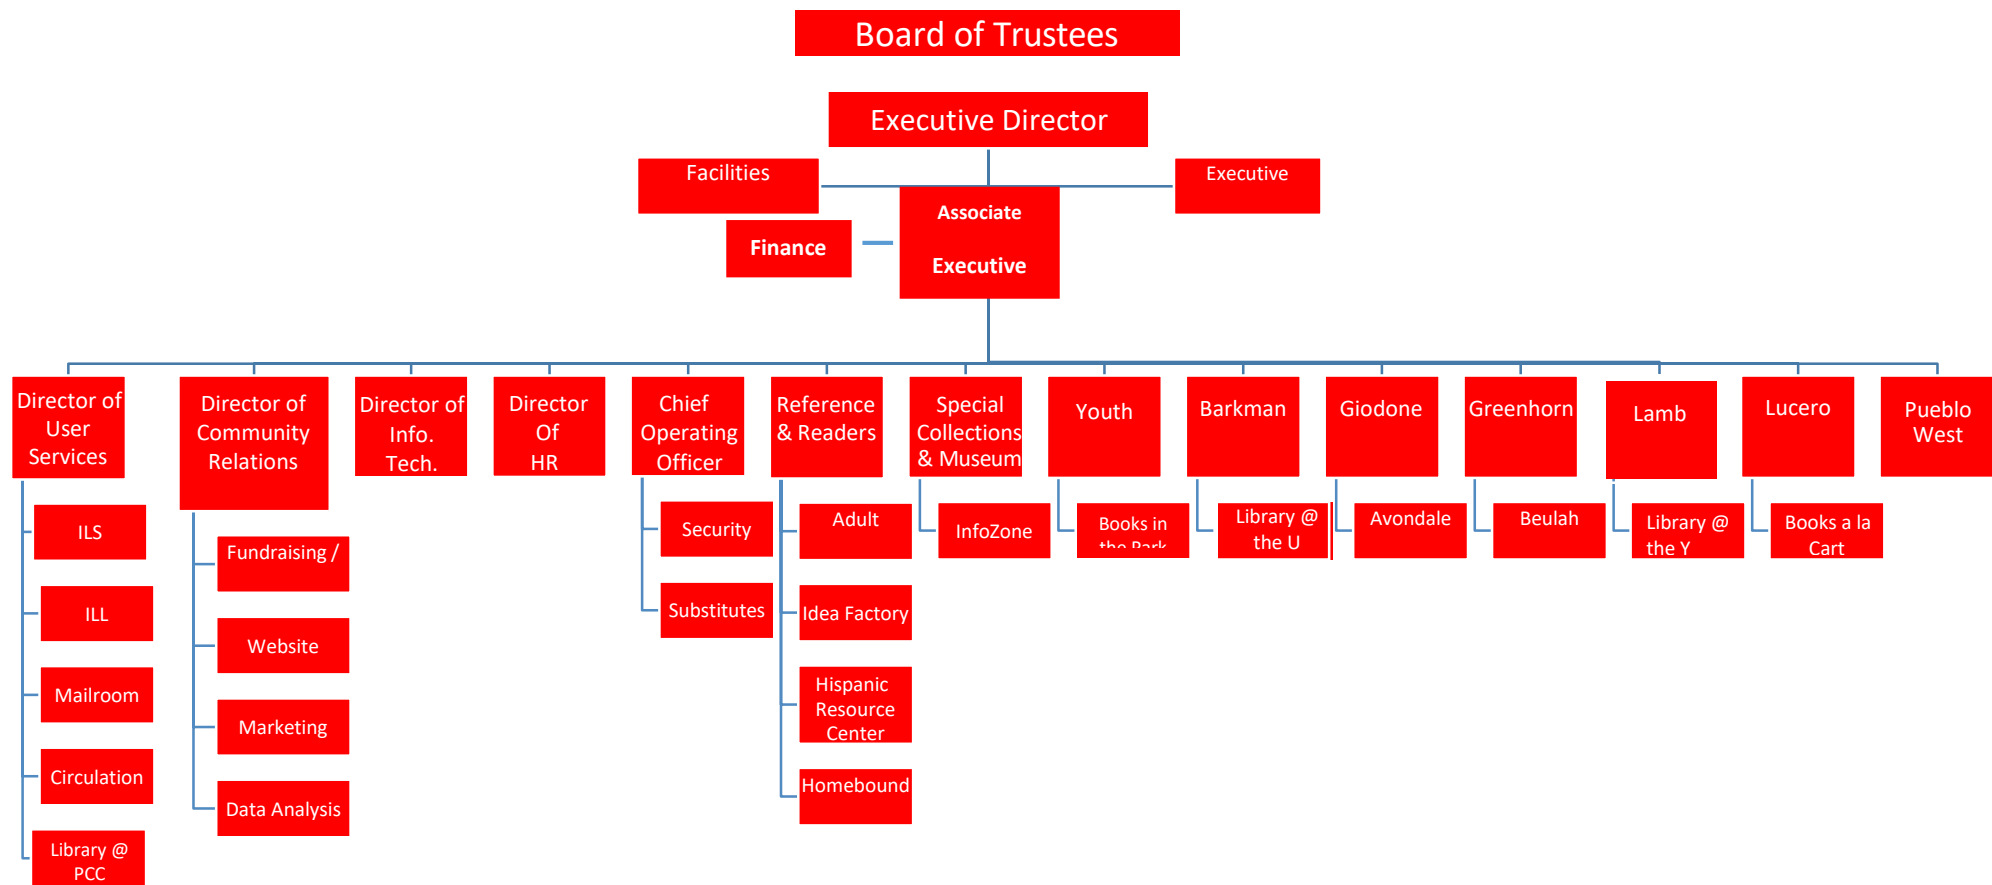 Board of Trustees
Executive Director
Facilities
Executive
Associate
Executive
Finance
Director of
User
Services
Director of
Community
Relations
Director of
Info.
Tech.
Director
Of
HR
Chief
Operating
Officer
Reference
& Readers
Special
Collections
& Museum
Youth
Barkman
Giodone
Greenhorn
Lamb
Lucero
Pueblo
West
ILS
ILL
Mailroom
Circulation
Library @
PCC
Fundraising /
Website
Marketing
Data Analysis
Security
Substitutes
Adult
Idea Factory
Hispanic
Resource
Center
Homebound
InfoZone
Books in
the Park
Library @
the U
Avondale
Beulah
Library @
the Y
Books a la
Cart